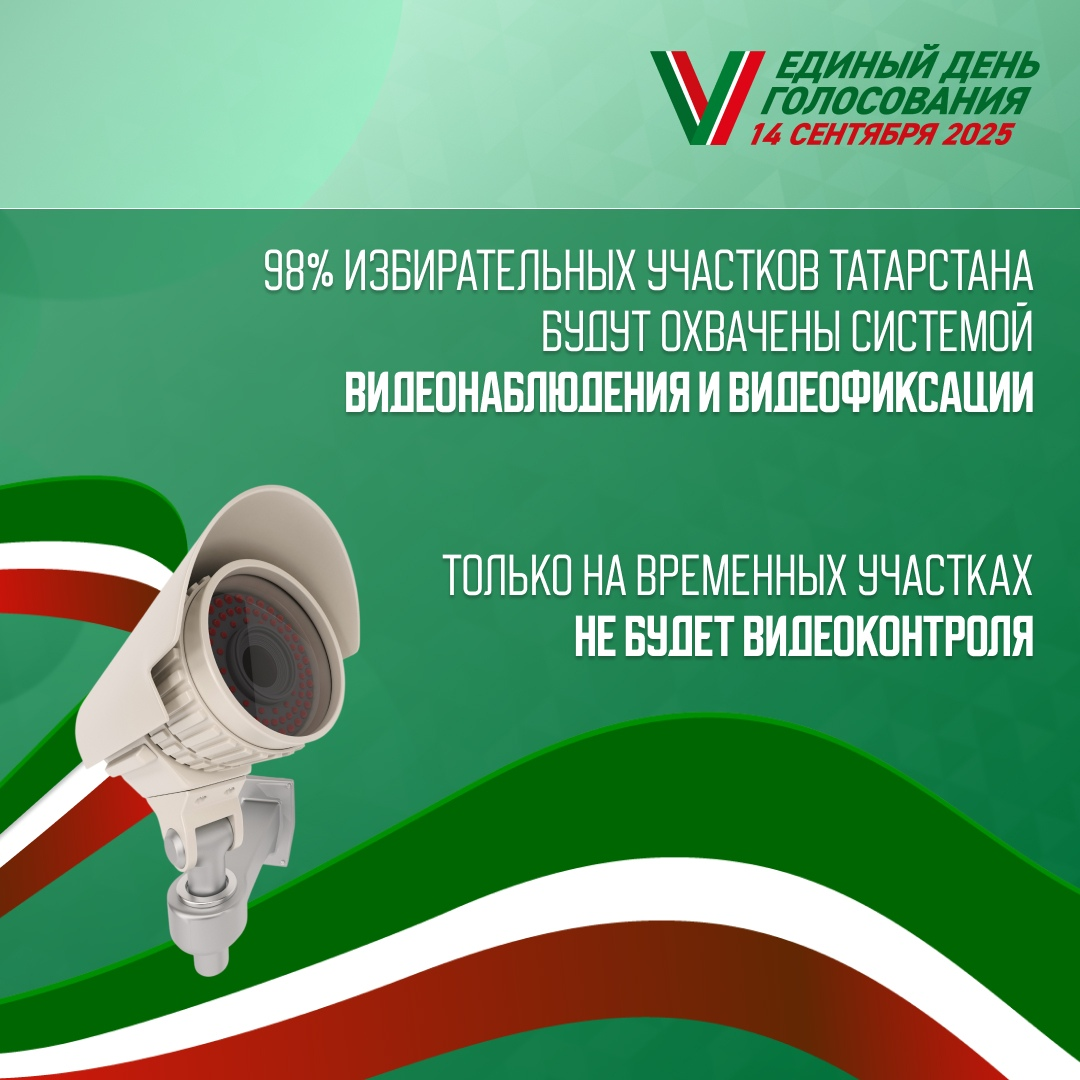 ЕДИНЫЙ ДЕНЬ
ГОЛОСОВАНИЯ
14 СЕНТЯБРЯ 2025
98% ИЗБИРАТЕЛЬНЫХ УЧАСТКОВ ТАТАРСТАНА
БУДУТ ОХВАЧЕНЫ СИСТЕМОЙ
ВИДЕОНАБЛЮДЕНИЯ И ВИДЕОФИКСАЦИИ
ТОЛЬКО НА ВРЕМЕННЫХ УЧАСТКАХ
НЕ БУДЕТ ВИДЕОКОНТРОЛЯ